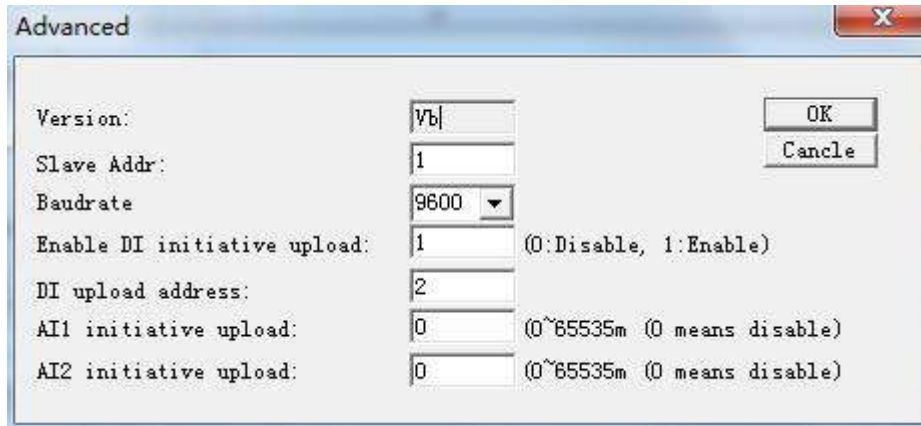 Advanced
Version: Vb OK
Slave Addr: 1 Cancle
Baudrate 9600
Enable DI initiative upload: 1 (0:Disable, 1:Enable)
DI upload address: 2
AI1 initiative upload: 0 (0~65535m (0 means disable)
AI2 initiative upload: 0 (0~65535m (0 means disable)